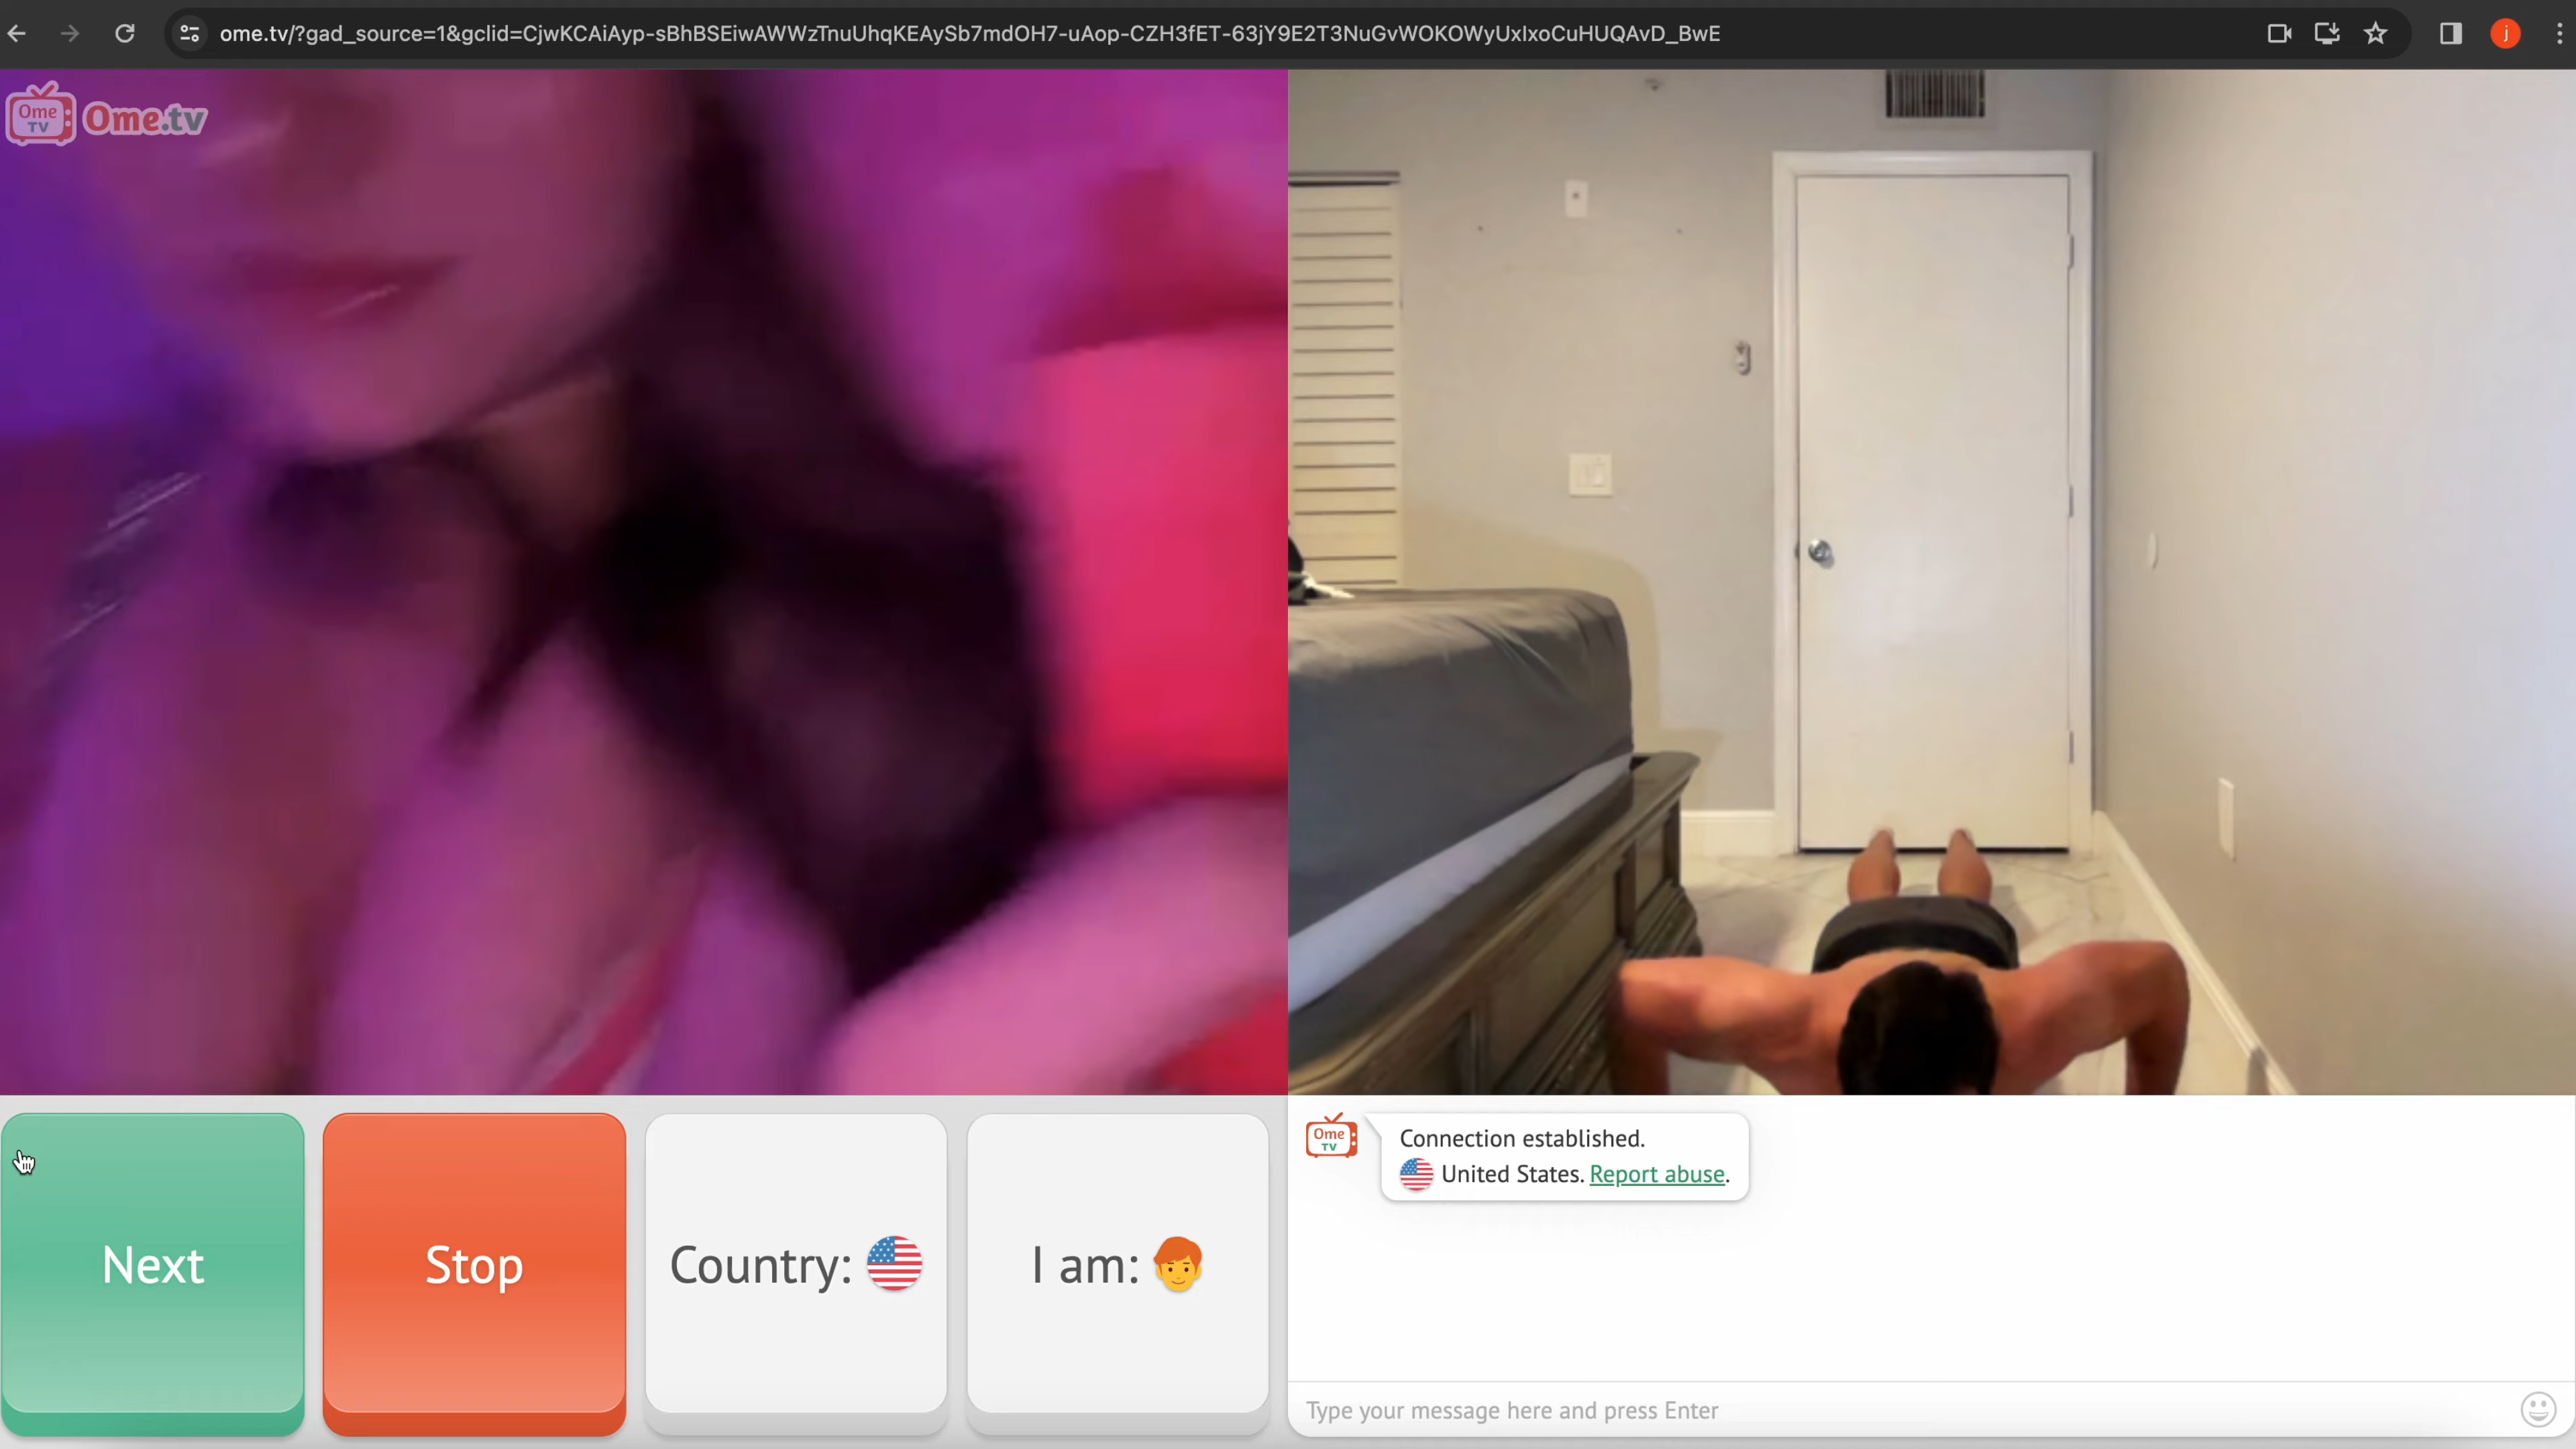 ome.tv/?gad_source=1&gclid=CjwKCAiAyp-sBhBSEiwAWWzTnuUhqKEAySb7mdOH7-uAop-CZH3fET-63jY9E2T3NuGvWOKOWyUxIxoCuHUQAvD_BwE
j
Ome TV Ome.tv
Ome TV
Connection established.
United States. Report abuse.
Next
Stop
Country:
I am:
Type your message here and press Enter